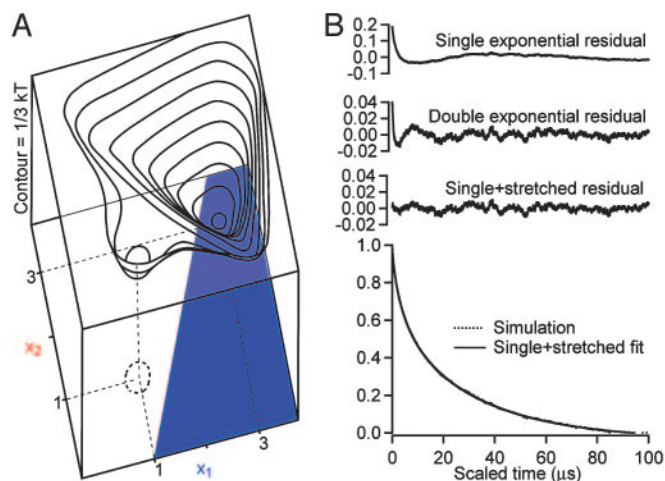 A
Contour = 1/3 kT
3
1
x₂
1
3
x₁
B
0.2
0.1
0.0
-0.1
Single exponential residual
0.04
0.02
0.00
-0.02
Double exponential residual
0.04
0.02
0.00
-0.02
Single+stretched residual
1.0
0.8
0.6
0.4
0.2
0.0
Simulation
Single+stretched fit
0 20 40 60 80 100
Scaled time (μs)